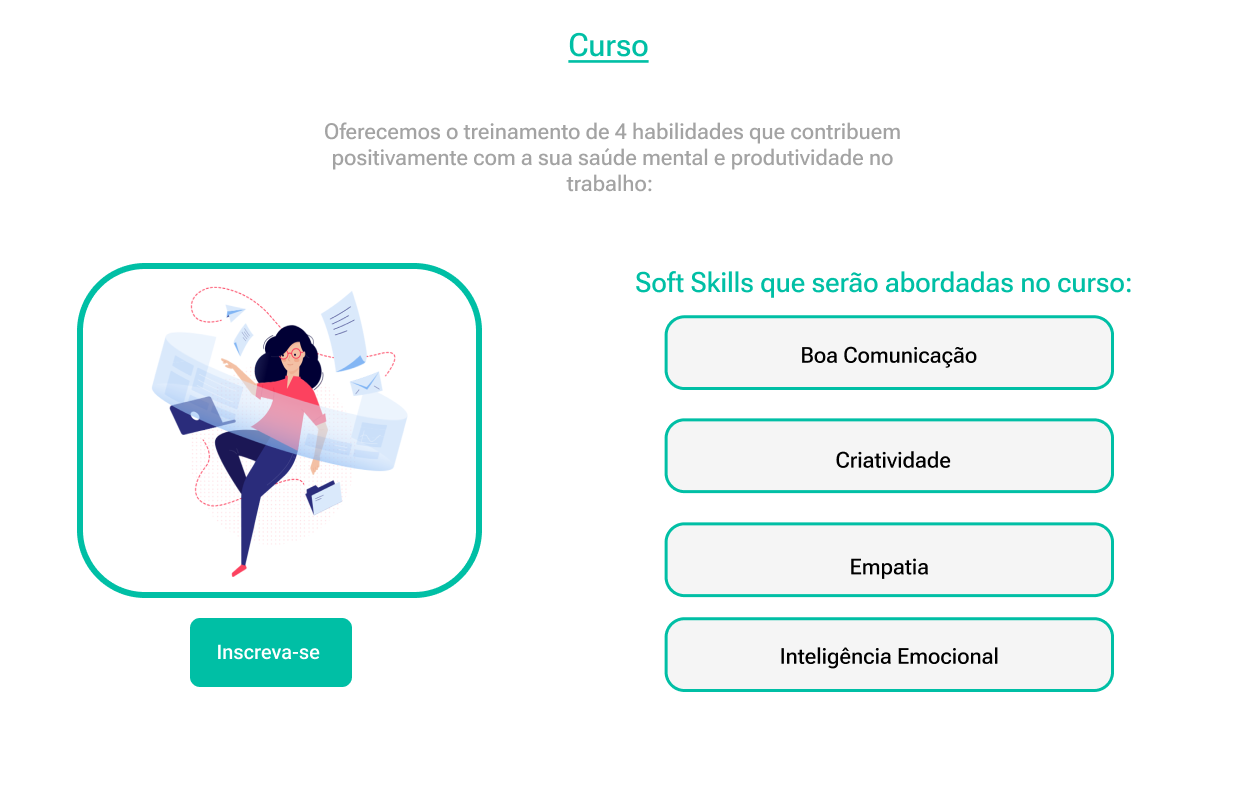 Curso
Oferecemos o treinamento de 4 habilidades que contribuem
positivamente com a sua saúde mental e produtividade no
trabalho:
Soft Skills que serão abordadas no curso:
Boa Comunicação
Criatividade
Empatia
Inteligência Emocional
Inscreva-se